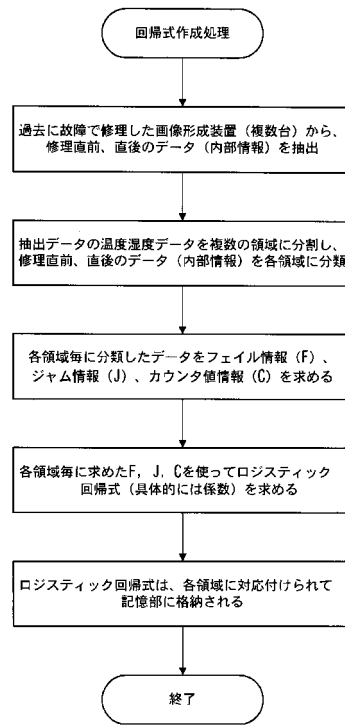 回帰式作成処理
過去に故障で修理した画像形成装置（複数台）から、
修理直前、直後のデータ（内部情報）を抽出
抽出データの温度湿度データを複数の領域に分割し、
修理直前、直後のデータ（内部情報）を各領域に分類
各領域毎に分類したデータをフェイル情報（F）、
ジャム情報（J）、カウンタ値情報（C）を求める
各領域毎に求めたF，J，Cを使ってロジスティック
回帰式（具体的には係数）を求める
ロジスティック回帰式は、各領域に対応付けられて
記憶部に格納される
終了